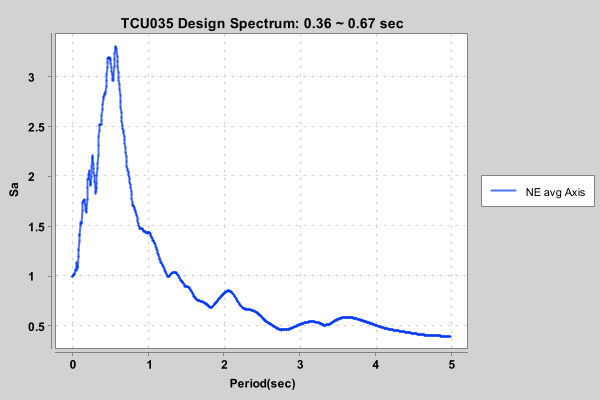 TCU035 Design Spectrum: 0.36 ~ 0.67 sec
Sa
3
2.5
2
1.5
1
0.5
0 1 2 3 4 5
Period(sec)
NE avg Axis